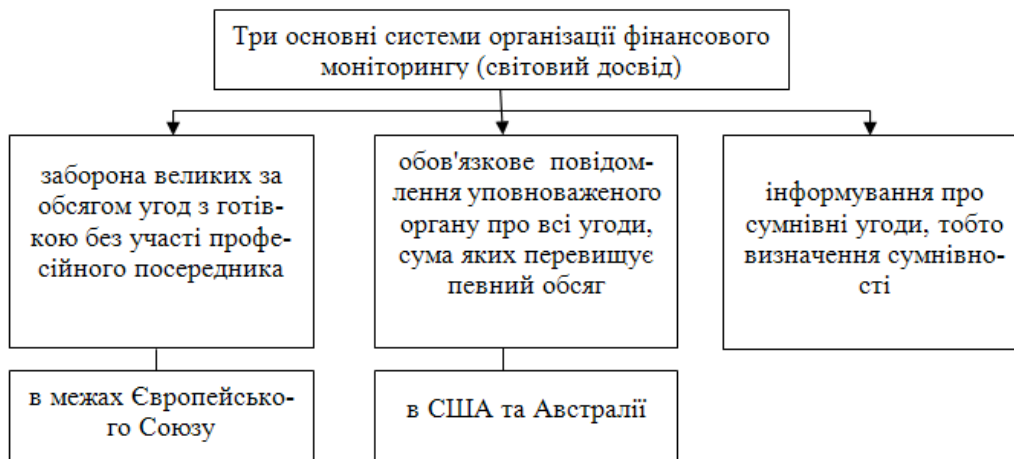 Три основні системи організації фінансового
моніторингу (світовий досвід)
заборона великих за
обсягом угод з готів-
кою без участі профе-
сійного посередника
обов'язкове повідом-
лення уповноваженого
органу про всі угоди,
сума яких перевищує
певний обсяг
інформування про
сумнівні угоди, тобто
визначення сумнівно-
сті
в межах Європейсько-
го Союзу
в США та Австралії